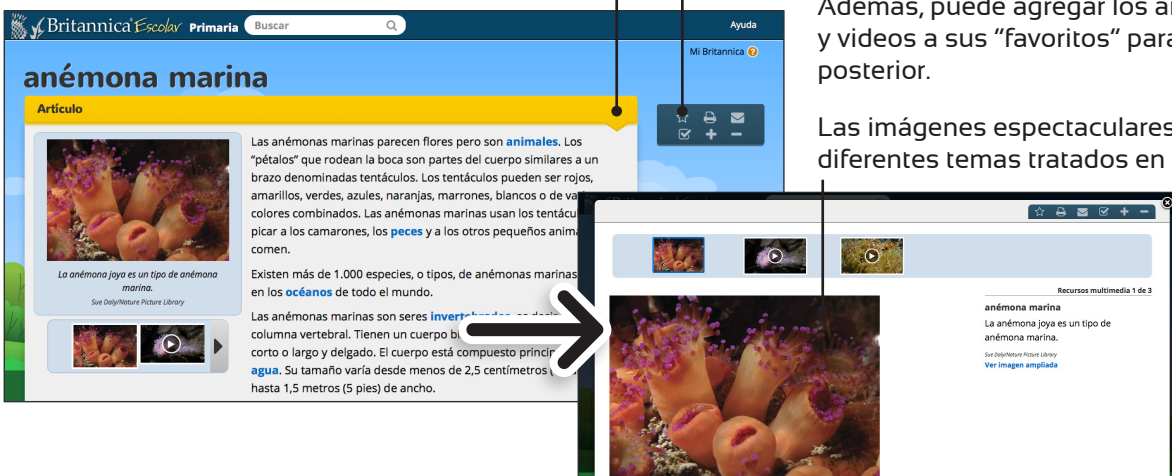 Además, puede agregar los
y videos a sus “favoritos” para
posterior.
Las imágenes espectaculares
diferentes temas tratados en
Britannica Escolar Primaria
Buscar
Ayuda
Mi Britannica ?
anémona marina
Artículo
Las anémonas marinas parecen flores pero son animales. Los
“pétalos” que rodean la boca son partes del cuerpo similares a un
brazo denominadas tentáculos. Los tentáculos pueden ser rojos,
amarillos, verdes, azules, naranjas, marrones, blancos o de
colores combinados. Las anémonas marinas usan los
picar a los camarones, los peces y a los otros pequeños
comen.
Existen más de 1.000 especies, o tipos, de anémonas marinas
en los océanos de todo el mundo.
Las anémonas marinas son seres
columna vertebral. Tienen un cuerpo
corto o largo y delgado. El cuerpo está compuesto
agua. Su tamaño varía desde menos de 2,5 centímetros
hasta 1,5 metros (5 pies) de ancho.
La anémona joya es un tipo de anémona
marina.
Sue Daly/Nature Picture Library
Recursos multimedia 1 de 3
anémona marina
La anémona joya es un tipo de
anémona marina.
Sue Daly/Nature Picture Library
Ver imagen ampliada